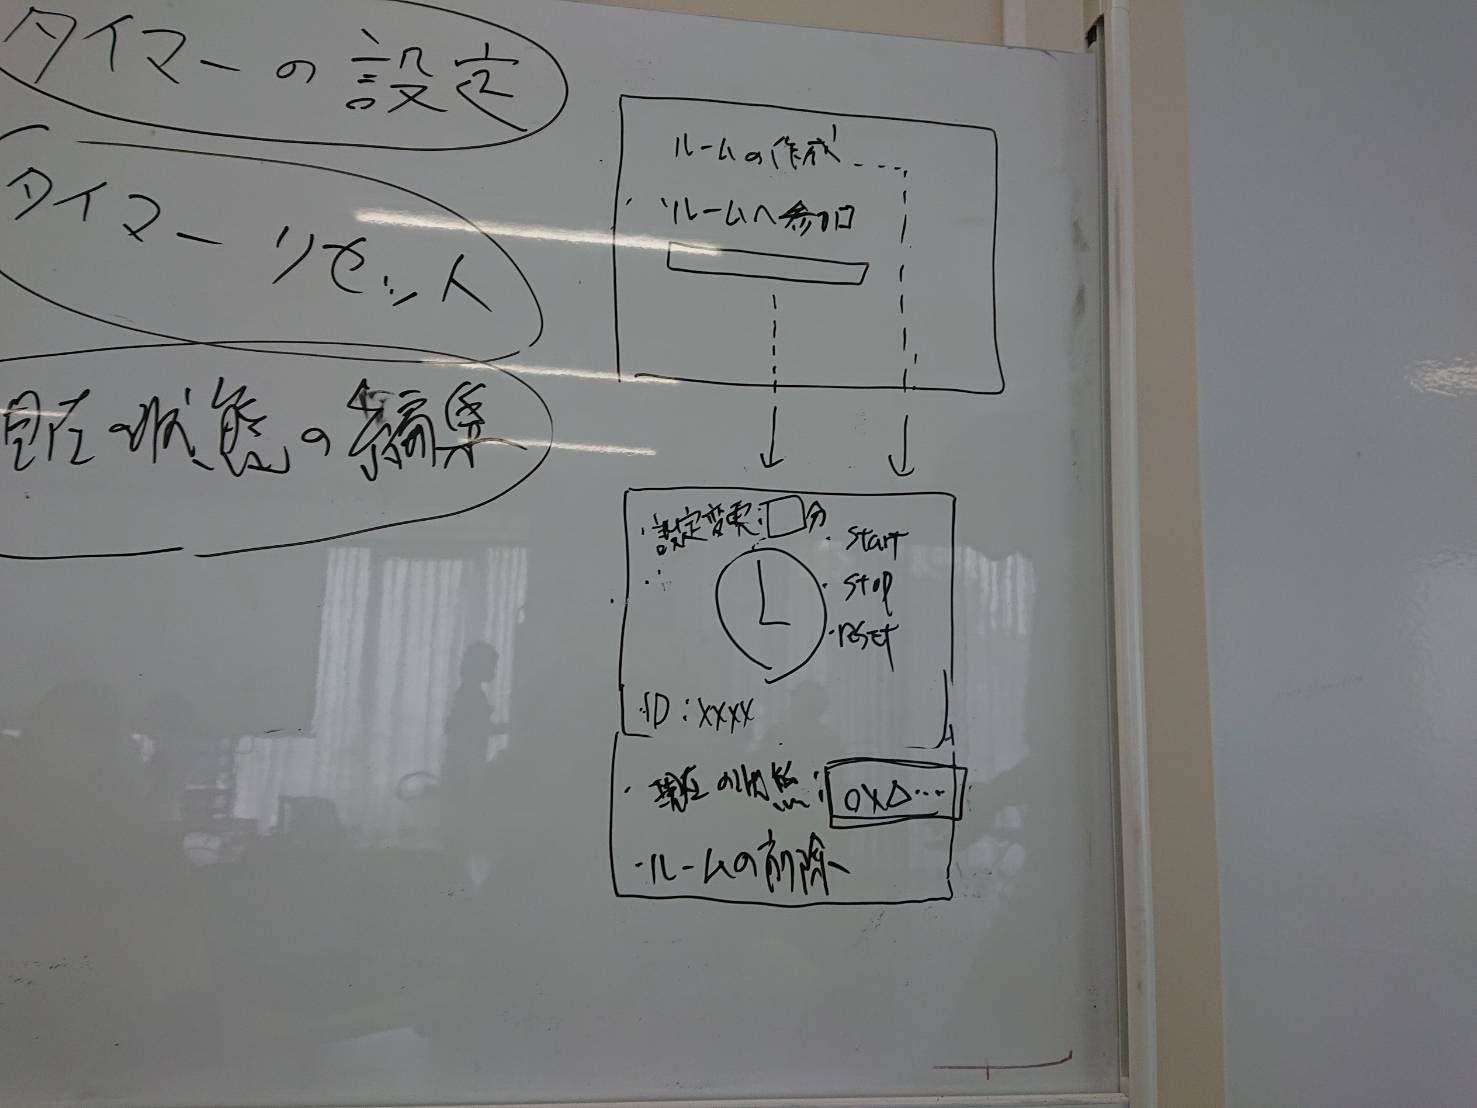 タイマーの設定
タイマーリセット
現在の状態の編集
ルームの作成
・ルームへ参加
・設定変更:□分
・start
・stop
・reset
・ID:xxxx
・現在の状態:○×△…
・ルームの削除